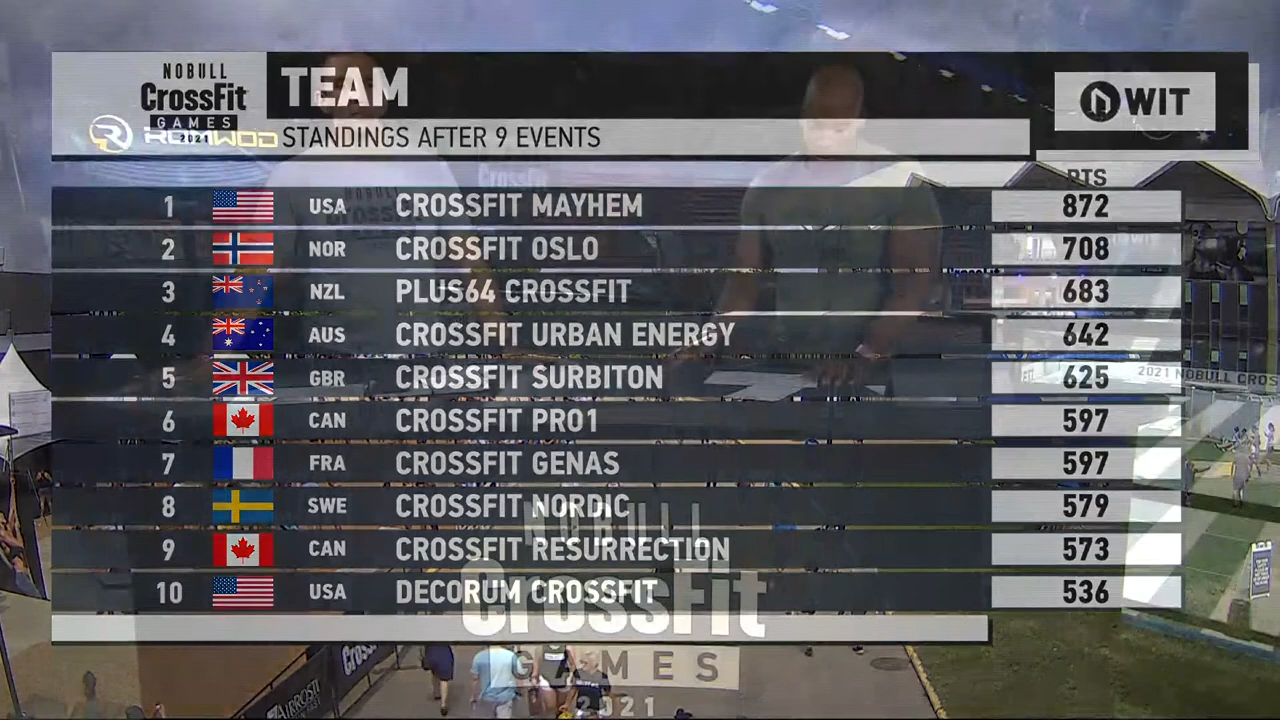 NOBULL
CrossFit
GAMES
2021
ROMWOD
TEAM
STANDINGS AFTER 9 EVENTS
WIT
PTS
1 USA CROSSFIT MAYHEM 872
2 NOR CROSSFIT OSLO 708
3 NZL PLUS64 CROSSFIT 683
4 AUS CROSSFIT URBAN ENERGY 642
5 GBR CROSSFIT SURBITON 625
2021 NOBULL CROS
6 CAN CROSSFIT PRO1 597
7 FRA CROSSFIT GENAS 597
8 SWE CROSSFIT NORDIC 579
9 CAN CROSSFIT RESURRECTION 573
10 USA DECORUM CROSSFIT 536
NOBULL
CrossFit
GAMES
2021
CrossFit
AIROSTI